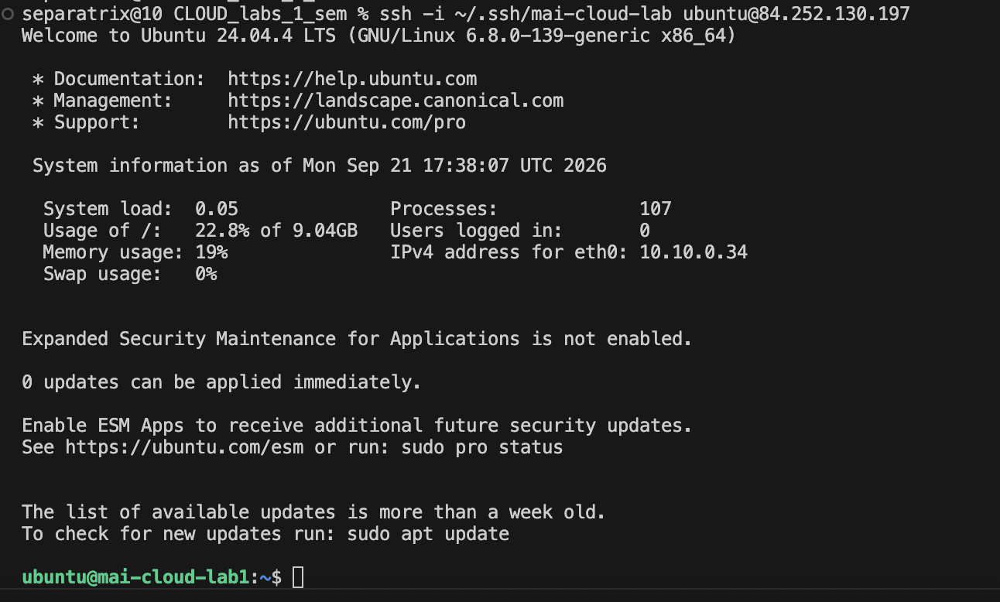 separatrix@10 CLOUD_labs_1_sem % ssh -i ~/.ssh/mai-cloud-lab ubuntu@84.252.130.197
Welcome to Ubuntu 24.04.4 LTS (GNU/Linux 6.8.0-139-generic x86_64)
* Documentation:  https://help.ubuntu.com
* Management:     https://landscape.canonical.com
* Support:        https://ubuntu.com/pro
System information as of Mon Sep 21 17:38:07 UTC 2026
System load:  0.05              Processes:             107
Usage of /:   22.8% of 9.04GB   Users logged in:       0
Memory usage: 19%               IPv4 address for eth0: 10.10.0.34
Swap usage:   0%
Expanded Security Maintenance for Applications is not enabled.
0 updates can be applied immediately.
Enable ESM Apps to receive additional future security updates.
See https://ubuntu.com/esm or run: sudo pro status
The list of available updates is more than a week old.
To check for new updates run: sudo apt update
ubuntu@mai-cloud-lab1:~$